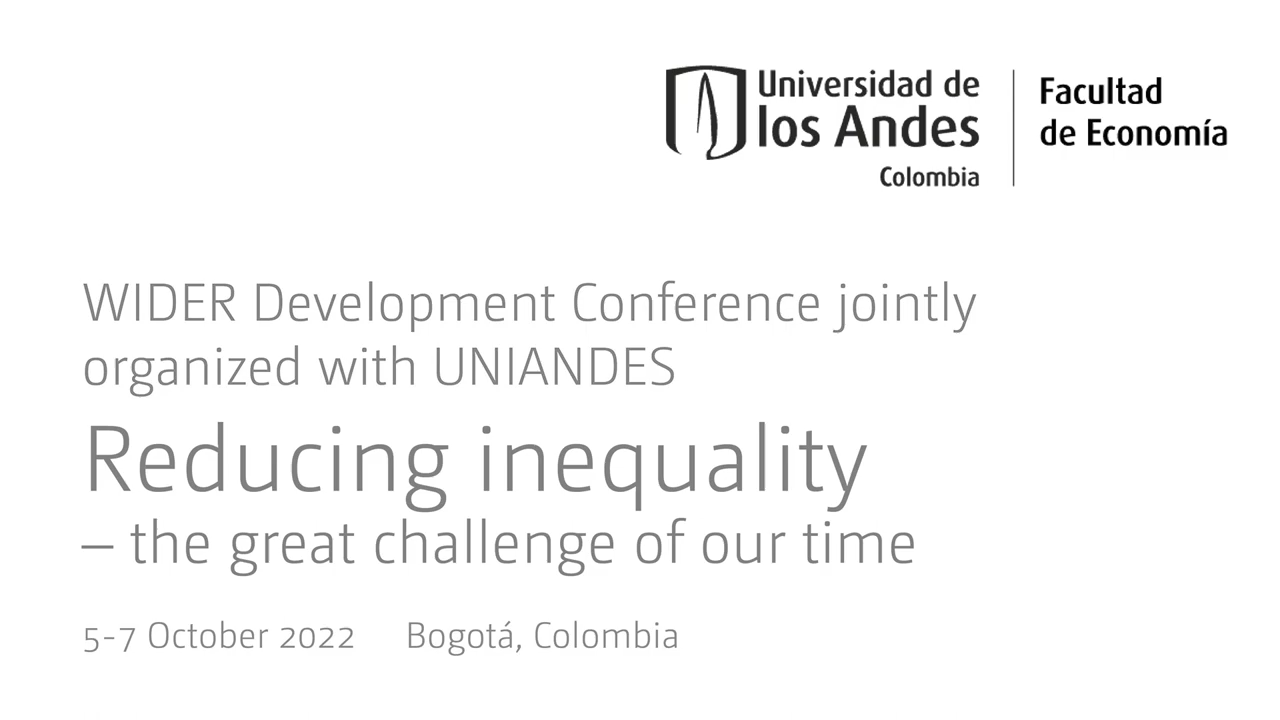 Universidad de
los Andes
Colombia
Facultad
de Economía
WIDER Development Conference jointly
organized with UNIANDES
Reducing inequality
– the great challenge of our time
5-7 October 2022 Bogotá, Colombia